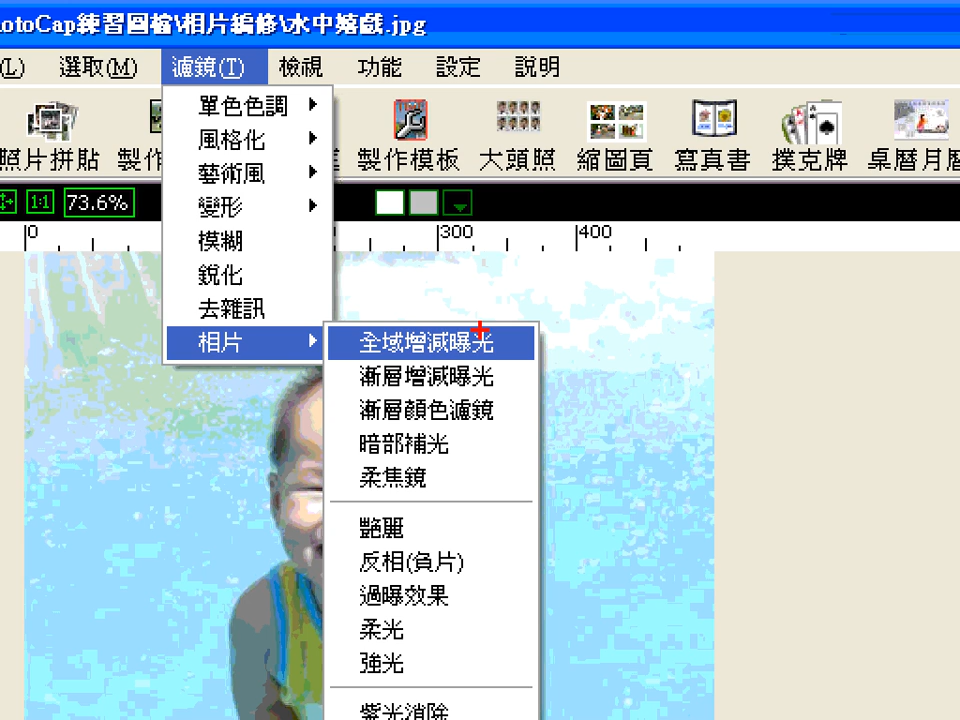 otoCap練習圖檔\相片編修\水中嬉戲.jpg
(L) 選取(M) 濾鏡(T) 檢視 功能 設定 說明
照片拼貼 製作 製作模板 大頭照 縮圖頁 寫真書 撲克牌 桌曆月曆
1:1 73.6%
0 300 400
單色色調
風格化
藝術風
變形
模糊
銳化
去雜訊
相片
全域增減曝光
漸層增減曝光
漸層顏色濾鏡
暗部補光
柔焦鏡
艷麗
反相(負片)
過曝效果
柔光
強光
紫光消除